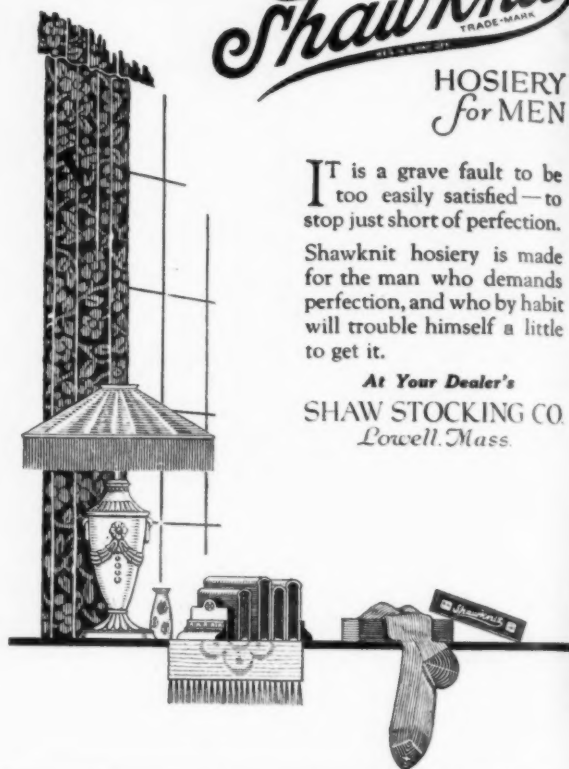 Shawknit
TRADE-MARK
HOSIERY
for MEN
IT is a grave fault to be
too easily satisfied — to
stop just short of perfection.
Shawknit hosiery is made
for the man who demands
perfection, and who by habit
will trouble himself a little
to get it.
At Your Dealer's
SHAW STOCKING CO.
Lowell. Mass.
Shawknit